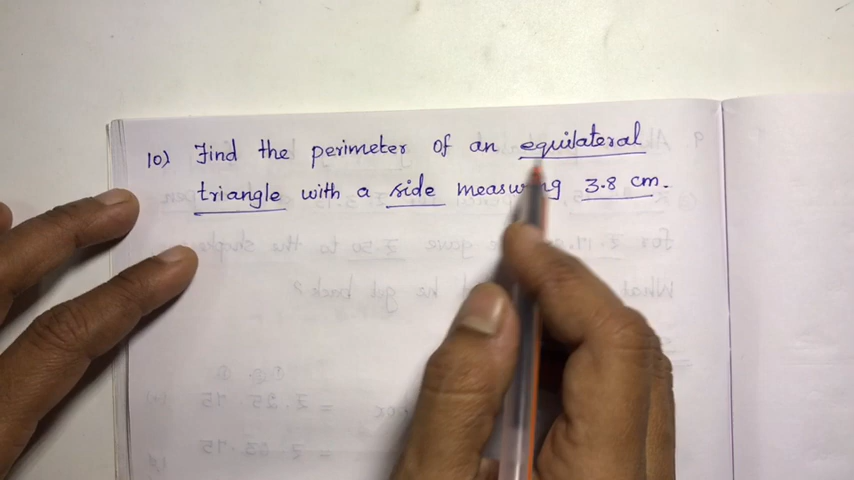 10) Find the perimeter of an equilateral
triangle with a side measuring 3.8 cm.